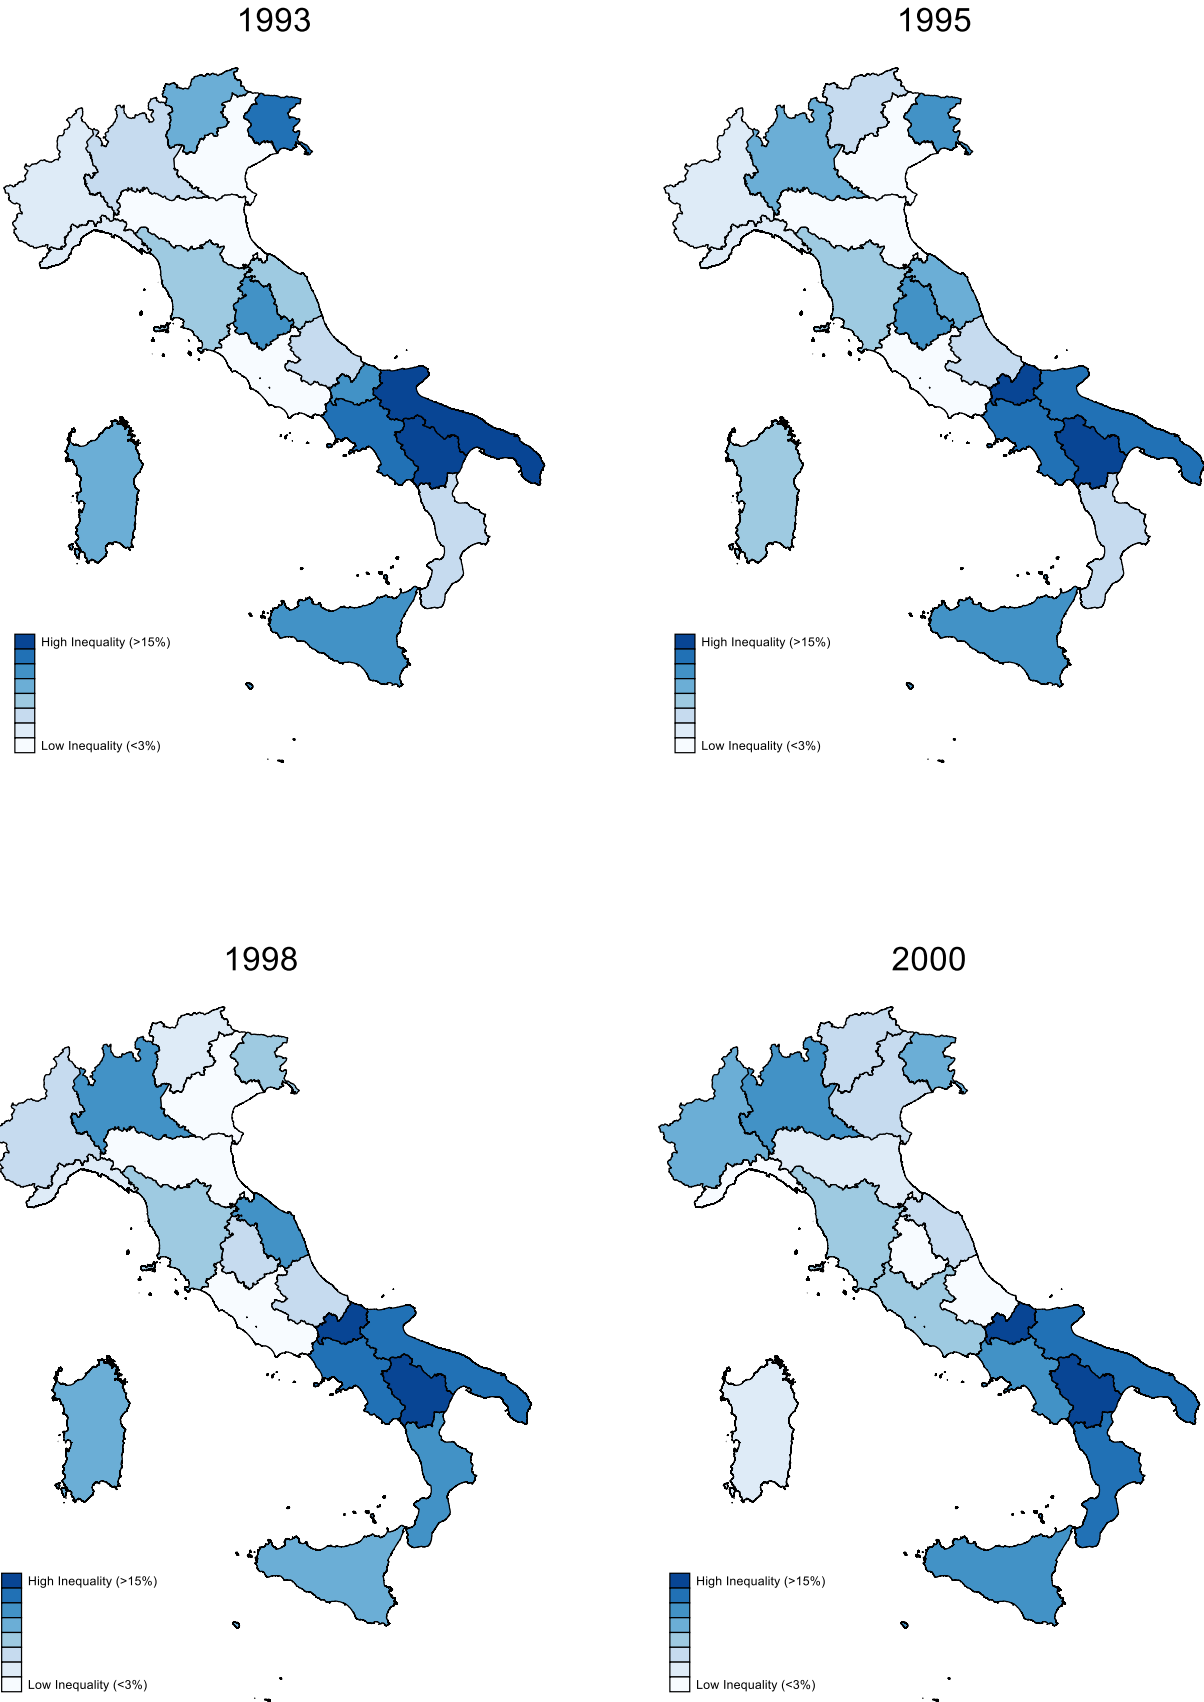 1993
1995
High Inequality (>15%)
Low Inequality (<3%)
High Inequality (>15%)
Low Inequality (<3%)
1998
2000
High Inequality (>15%)
Low Inequality (<3%)
High Inequality (>15%)
Low Inequality (<3%)